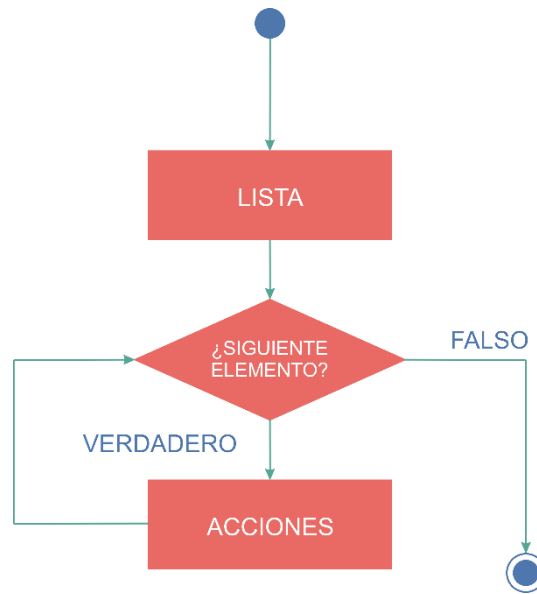 LISTA
¿SIGUIENTE
ELEMENTO?
FALSO
VERDADERO
ACCIONES